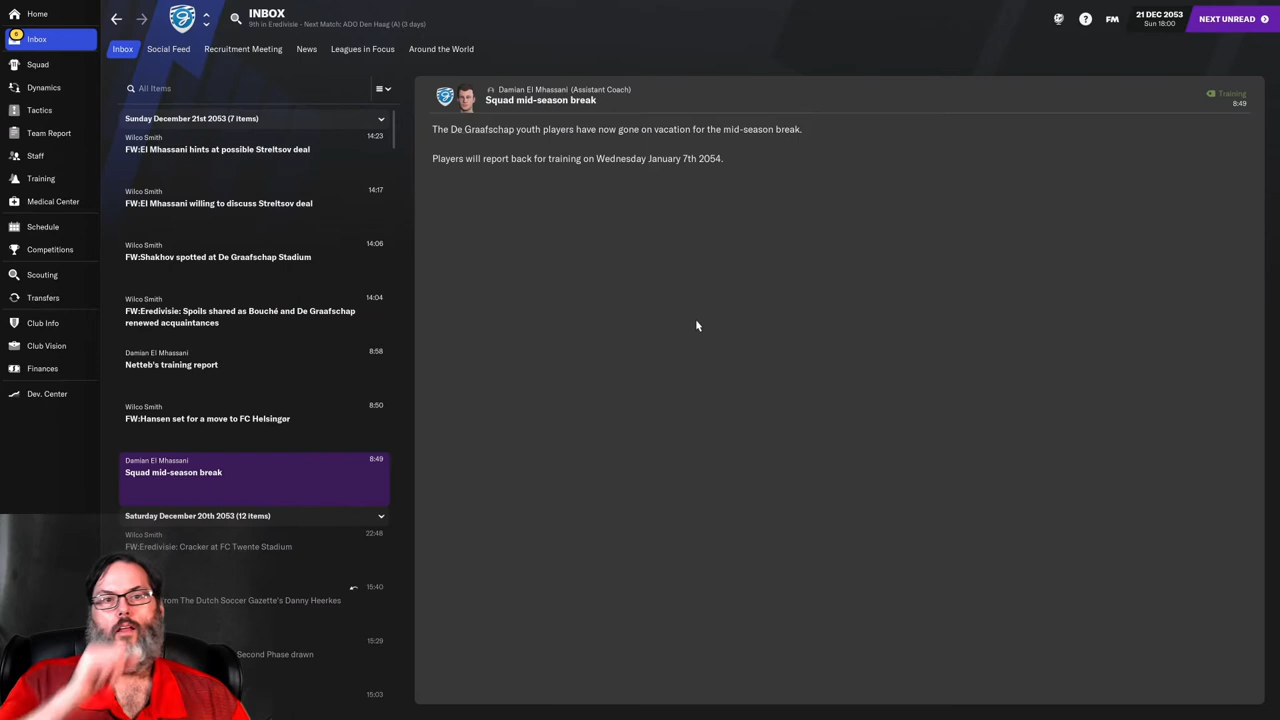 Home
6
Inbox
Squad
Dynamics
Tactics
Team Report
Staff
Training
Medical Center
Schedule
Competitions
Scouting
Transfers
Club Info
Club Vision
Finances
Dev. Center
INBOX
9th in Eredivisie - Next Match: ADO Den Haag (A) (3 days)
FM
21 DEC 2053
Sun 18:00
NEXT UNREAD
Inbox
Social Feed
Recruitment Meeting
News
Leagues in Focus
Around the World
All Items
Sunday December 21st 2053 (7 items)
Wilco Smith 14:23
FW:El Mhassani hints at possible Streltsov deal
Wilco Smith 14:17
FW:El Mhassani willing to discuss Streltsov deal
Wilco Smith 14:06
FW:Shakhov spotted at De Graafschap Stadium
Wilco Smith 14:04
FW:Eredivisie: Spoils shared as Bouché and De Graafschap
renewed acquaintances
Damian El Mhassani 8:58
Netteb's training report
Wilco Smith 8:50
FW:Hansen set for a move to FC Helsingør
Damian El Mhassani 8:49
Squad mid-season break
Saturday December 20th 2053 (12 items)
Wilco Smith 22:48
FW:Eredivisie: Cracker at FC Twente Stadium
15:40
from The Dutch Soccer Gazette's Danny Heerkes
15:29
Second Phase drawn
15:03
Damian El Mhassani (Assistant Coach)
Squad mid-season break
Training
8:49
The De Graafschap youth players have now gone on vacation for the mid-season break.
Players will report back for training on Wednesday January 7th 2054.